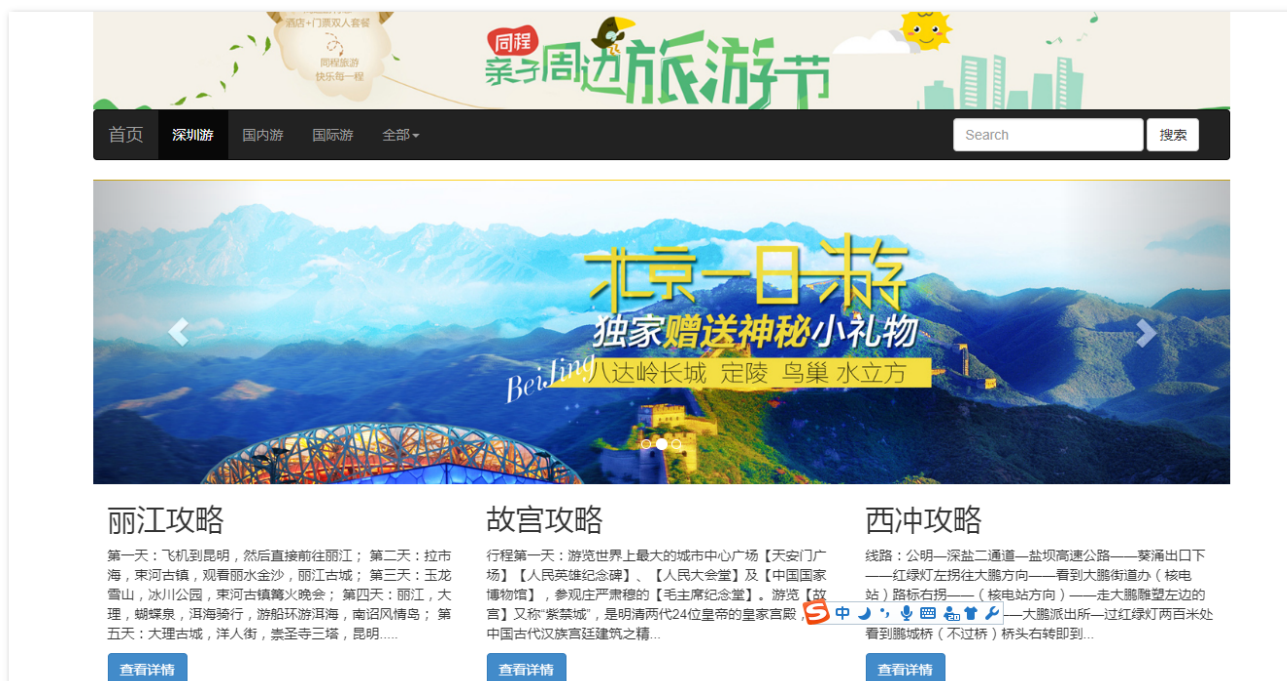 酒店+门票双人套餐
同程旅游
快乐每一程
同程
亲子周边旅游节
首页 深圳游 国内游 国际游 全部 Search 搜索
北京一日游
独家赠送神秘小礼物
BeiJing
八达岭长城 定陵 鸟巢 水立方
丽江攻略
第一天：飞机到昆明，然后直接前往丽江； 第二天：拉市
海，束河古镇，观看丽水金沙，丽江古城； 第三天：玉龙
雪山，冰川公园，束河古镇篝火晚会； 第四天：丽江，大
理，蝴蝶泉，洱海骑行，游船环游洱海，南诏风情岛； 第
五天：大理古城，洋人街，崇圣寺三塔，昆明.....
查看详情
故宫攻略
行程第一天：游览世界上最大的城市中心广场【天安门广
场】【人民英雄纪念碑】、【人民大会堂】及【中国国家
博物馆】，参观庄严肃穆的【毛主席纪念堂】。游览【故
宫】又称“紫禁城”，是明清两代24位皇帝的皇家宫殿，
中国古代汉族宫廷建筑之精...
查看详情
西冲攻略
线路：公明—深盐二通道—盐坝高速公路——葵涌出口下
——红绿灯左拐往大鹏方向——看到大鹏街道办（核电
站）路标右拐——（核电站方向）——走大鹏雕塑左边的
——大鹏派出所—过红绿灯两百米处
看到鹏城桥（不过桥）桥头右转即到...
查看详情
中